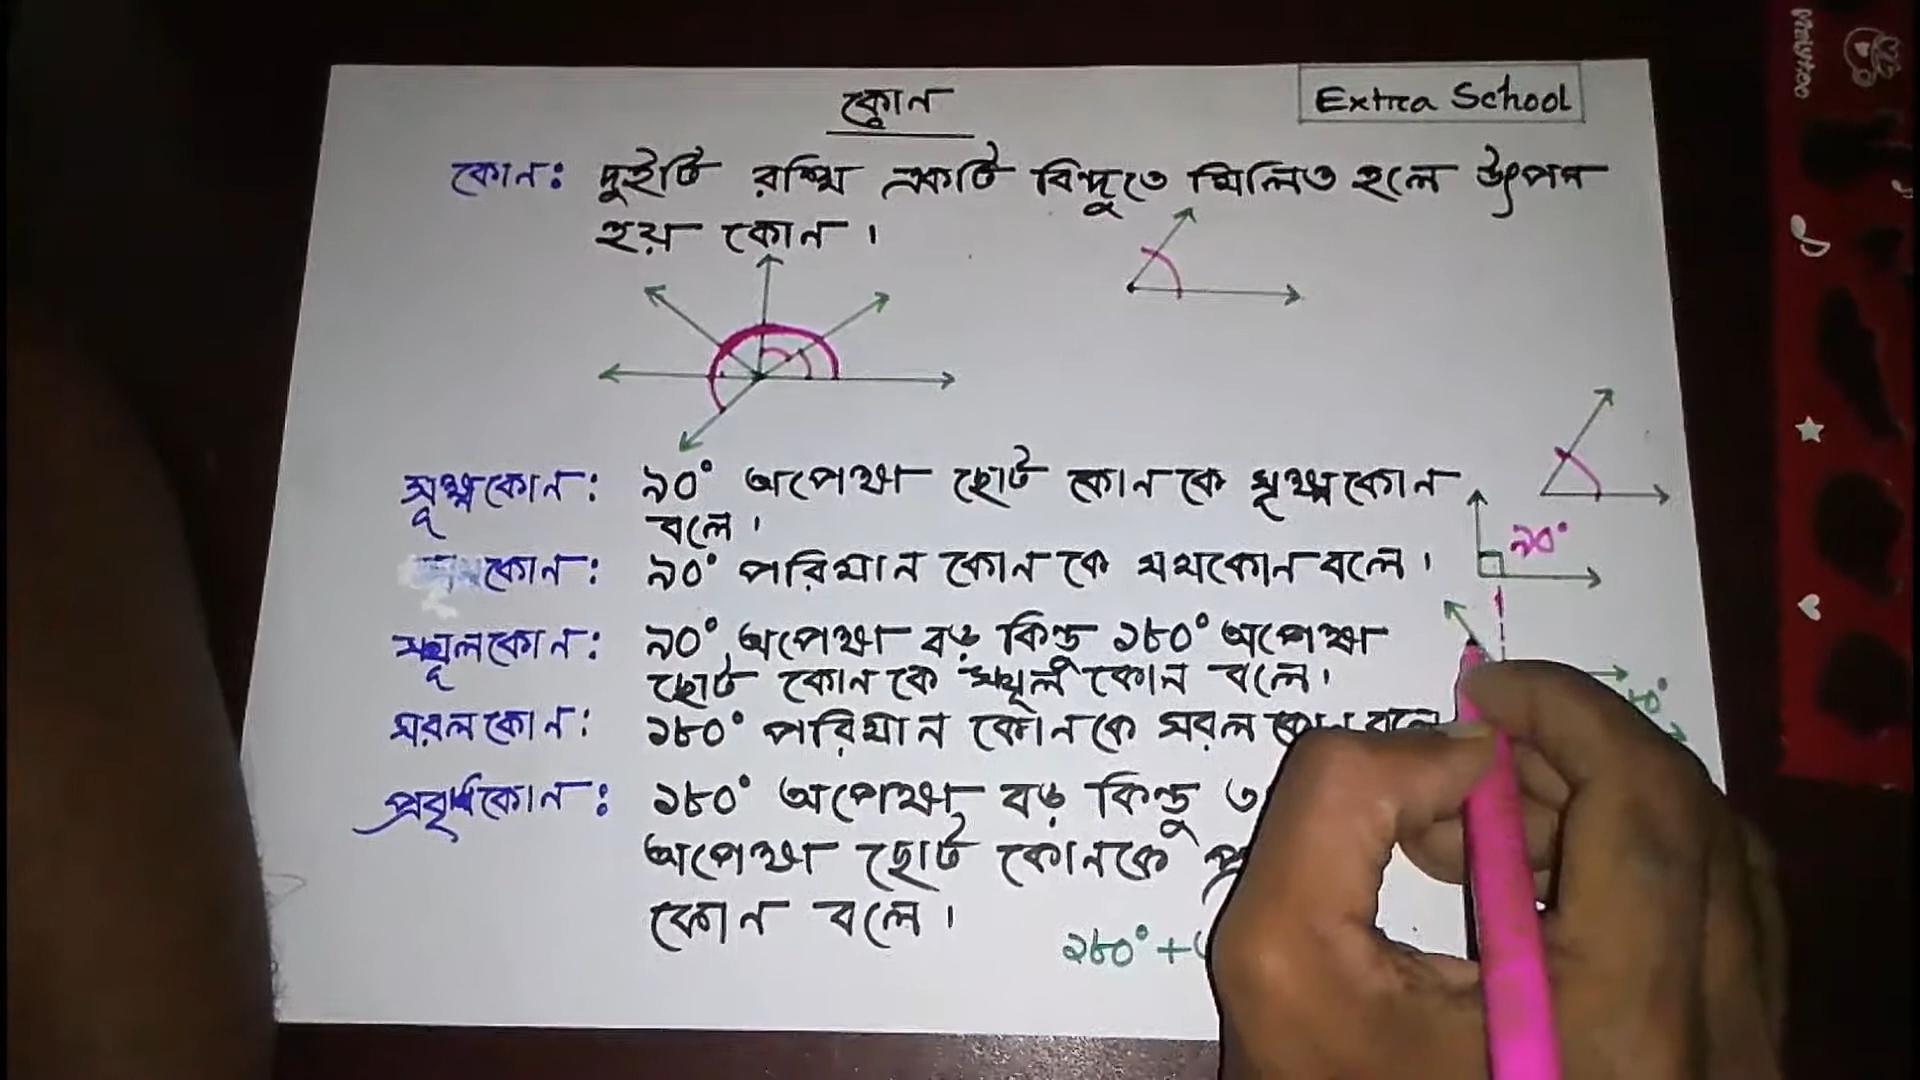 কোন
Extra School
কোন: দুইটি রশ্মি একটি বিন্দুতে মিলিত হলে উৎপন্ন
হয় কোন।
সূক্ষ্মকোন: ৯০° অপেক্ষা ছোট কোনকে সূক্ষ্মকোন
বলে।
কোন: ৯০° পরিমান কোনকে সমকোন বলে।
৯০°
স্থূলকোন: ৯০° অপেক্ষা বড় কিন্তু ১৮০° অপেক্ষা
ছোট কোনকে স্থূল কোন বলে।
সরলকোন: ১৮০° পরিমান কোনকে সরল কোন বলে
প্রবৃদ্ধকোন: ১৮০° অপেক্ষা বড় কিন্তু
অপেক্ষা ছোট কোনকে
কোন বলে।
১৮০° +
Malytoo